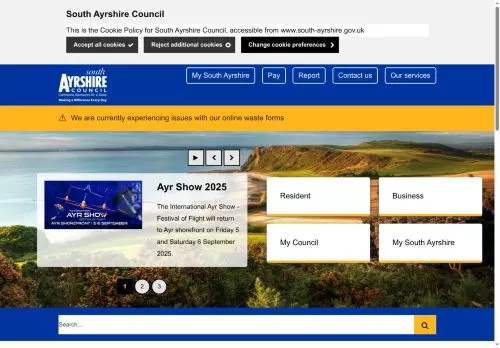 South Ayrshire Council
This is the Cookie Policy for South Ayrshire Council, accessible from www.south-ayrshire.gov.uk
Accept all cookies
Reject additional cookies
Change cookie preferences
south
AYRSHIRE
COUNCIL
Comhairle Siorrachd Àir a Deas
Making a Difference Every Day
My South Ayrshire
Pay
Report
Contact us
Our services
We are currently experiencing issues with our online waste forms
AYR SHOW
AYR SHOREFRONT | 5-6 SEPTEMBER
Ayr Show 2025
The International Ayr Show -
Festival of Flight will return
to Ayr shorefront on Friday 5
and Saturday 6 September
2025.
Resident
Business
My Council
My South Ayrshire
1
2
3
Search...